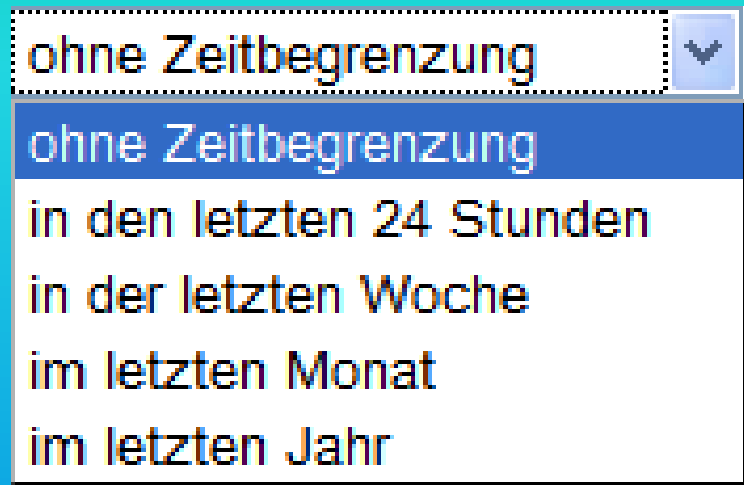 ohne Zeitbegrenzung
ohne Zeitbegrenzung
in den letzten 24 Stunden
in der letzten Woche
im letzten Monat
im letzten Jahr